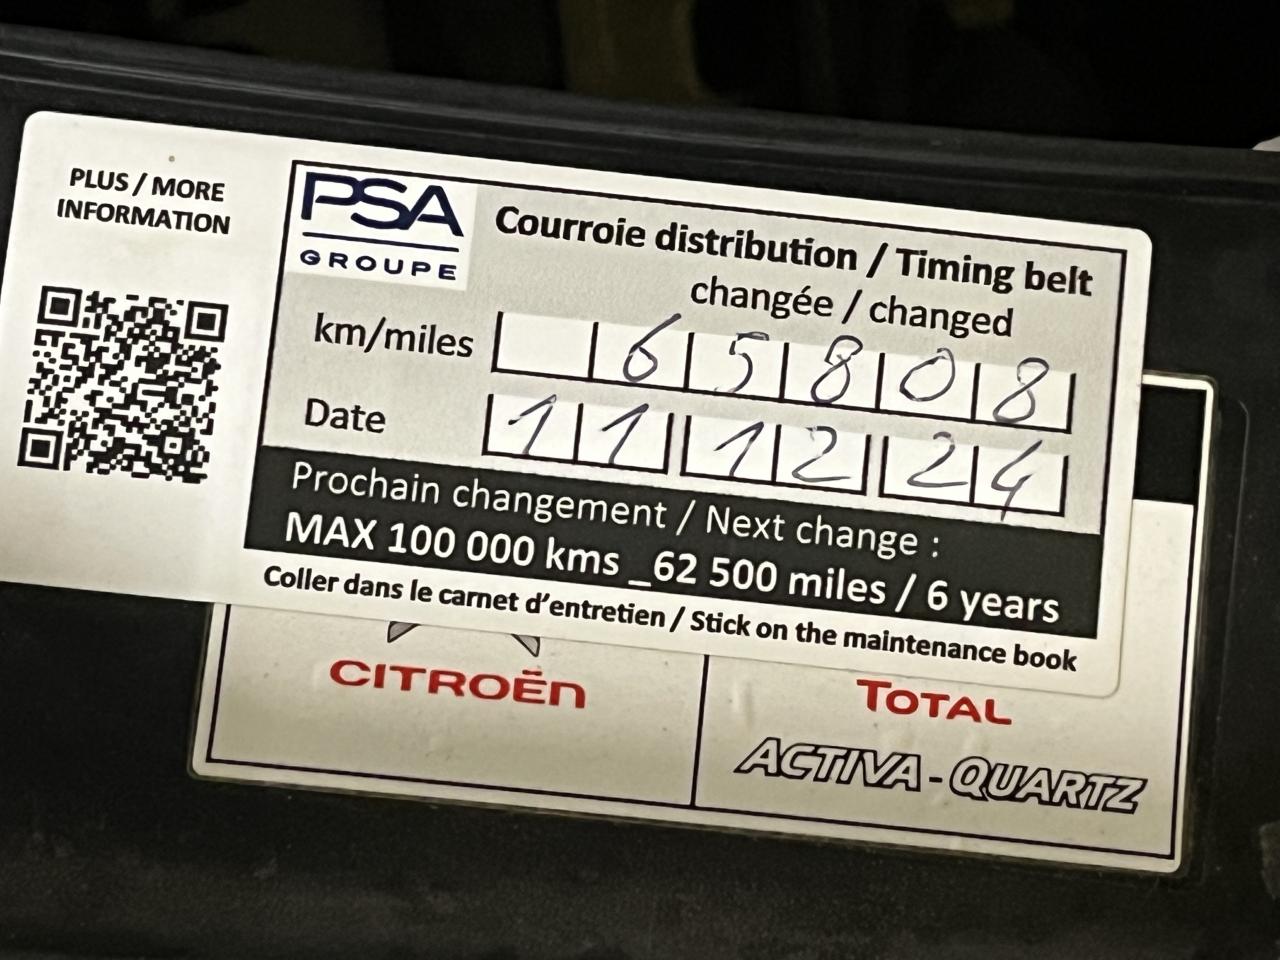 PLUS / MORE
INFORMATION
PSA
GROUPE
Courroie distribution / Timing belt
changée / changed
km/miles 65808
Date 11 12 24
Prochain changement / Next change :
MAX 100 000 kms _62 500 miles / 6 years
Coller dans le carnet d'entretien / Stick on the maintenance book
CITROËN
TOTAL
ACTIVA-QUARTZ